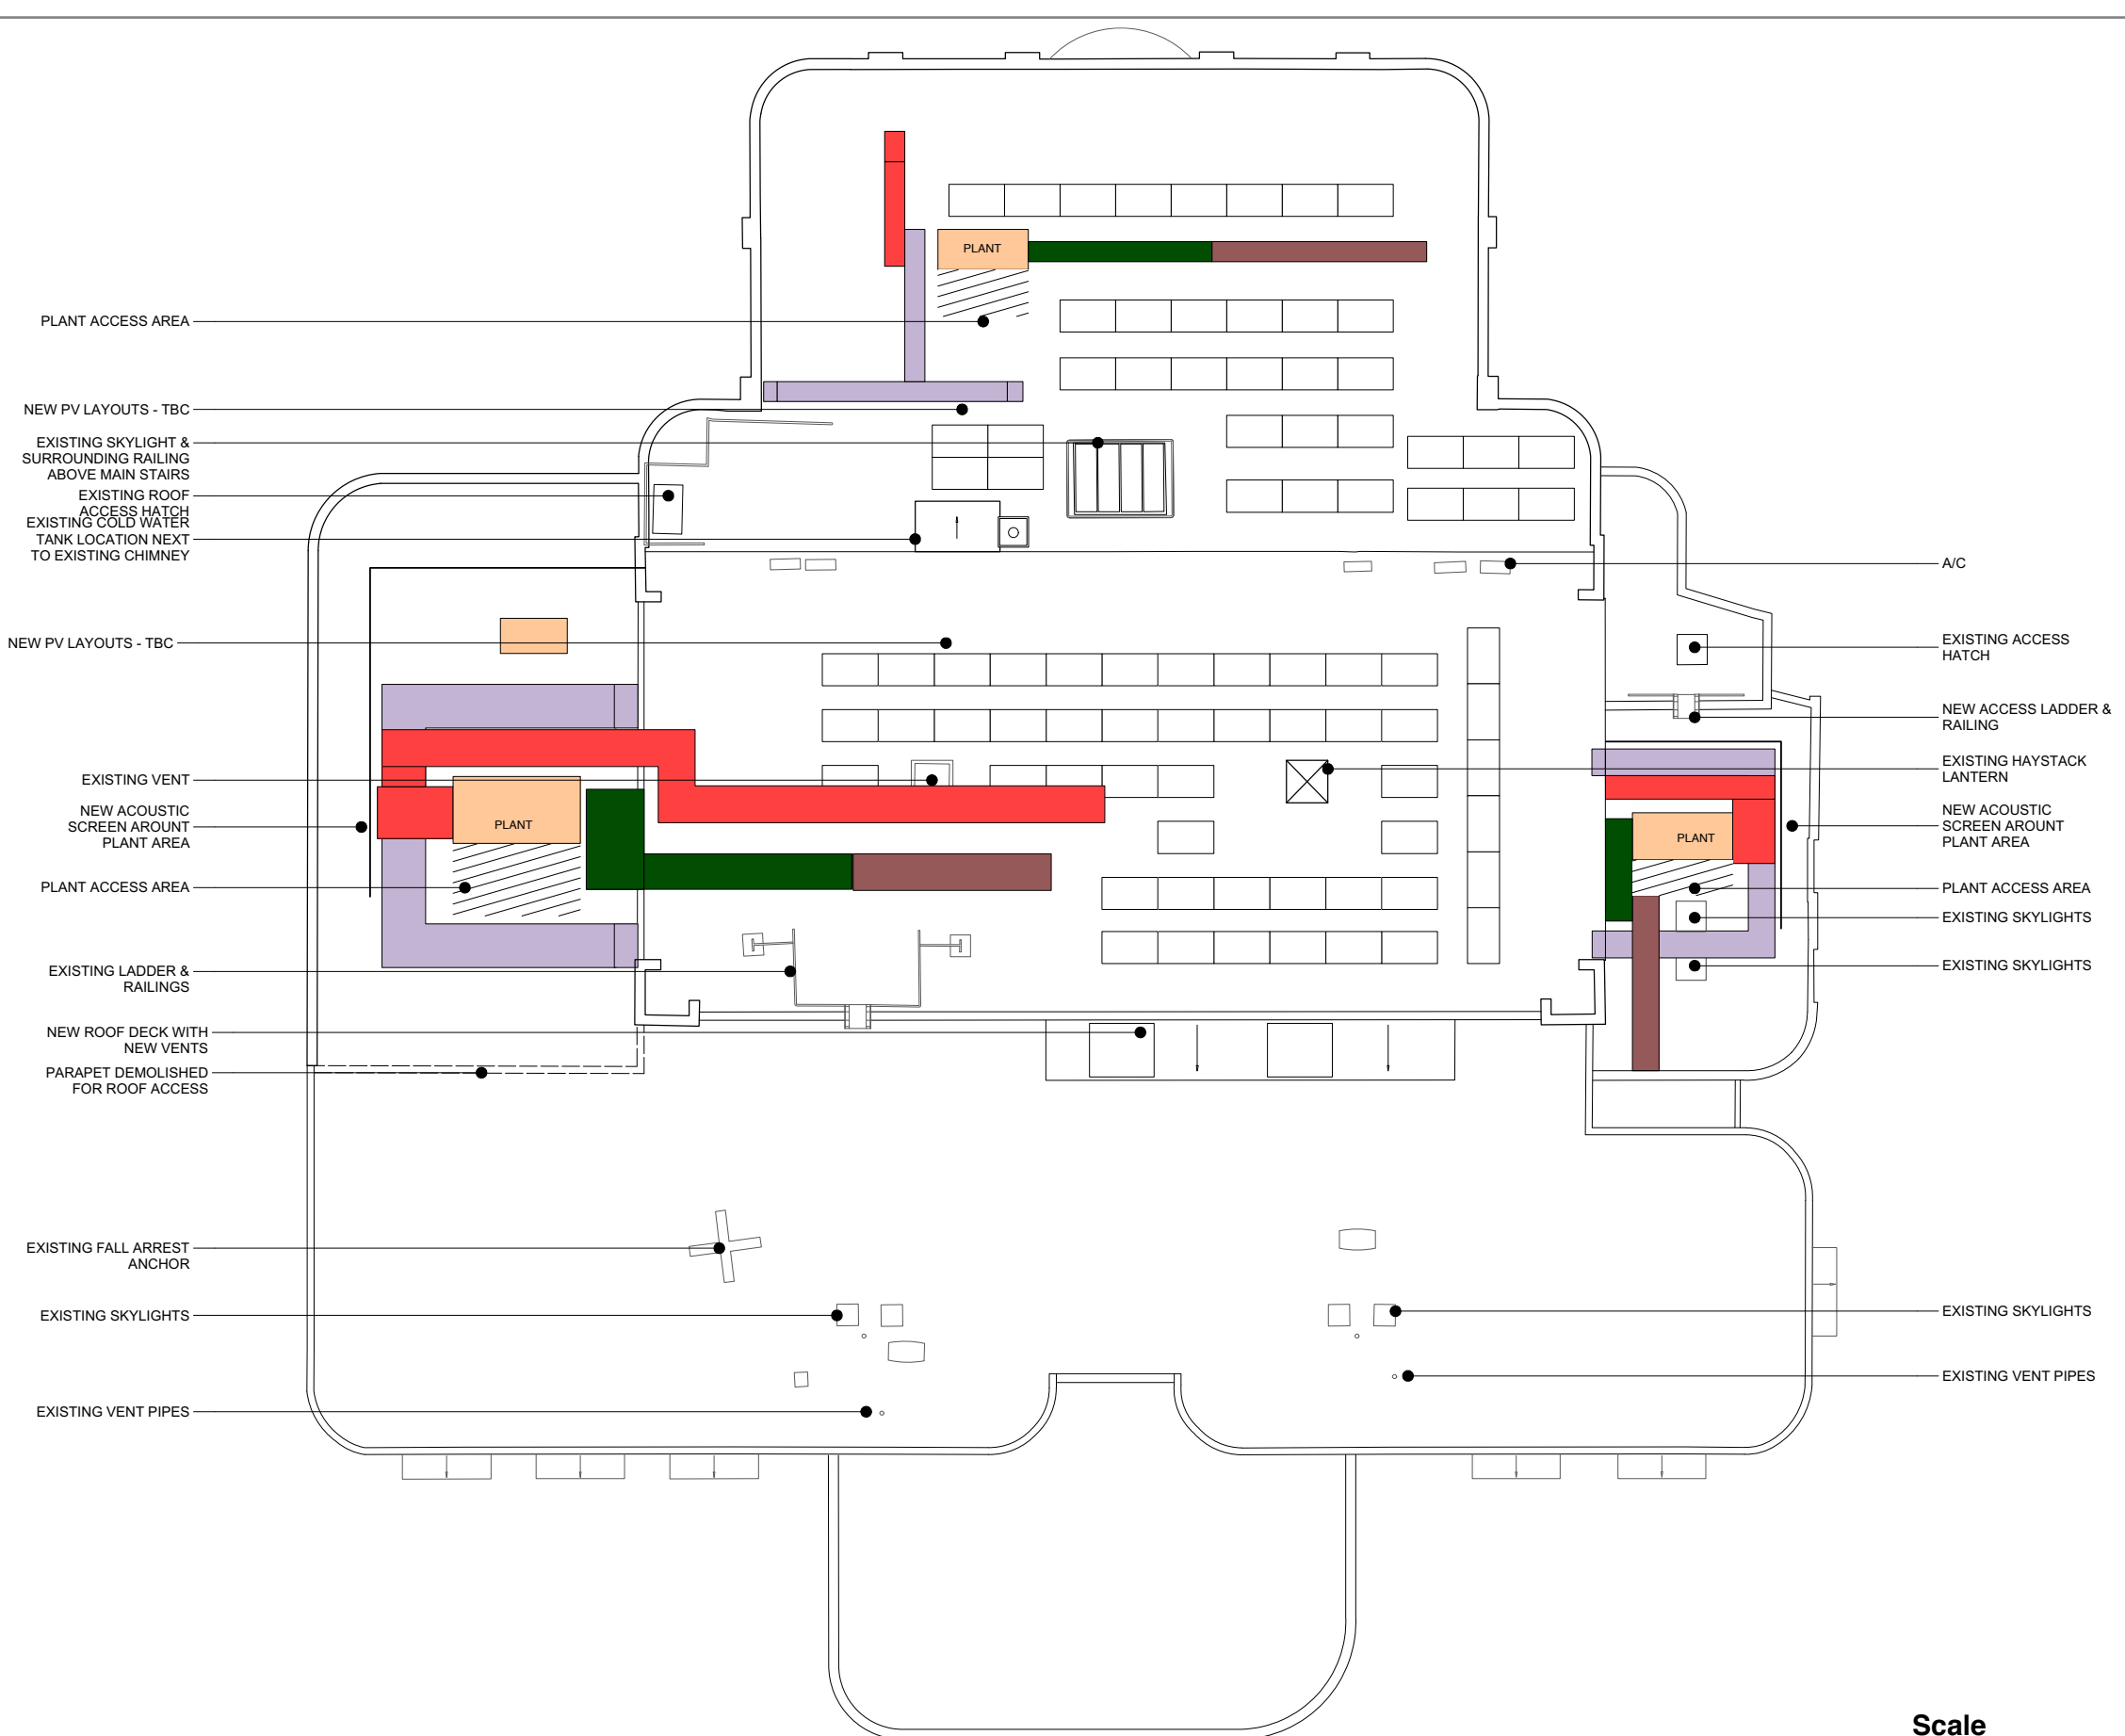 PLANT
PLANT ACCESS AREA
NEW PV LAYOUTS - TBC
EXISTING SKYLIGHT &
SURROUNDING RAILING
ABOVE MAIN STAIRS
EXISTING ROOF
ACCESS HATCH
EXISTING COLD WATER
TANK LOCATION NEXT
TO EXISTING CHIMNEY
A/C
NEW PV LAYOUTS - TBC
EXISTING ACCESS
HATCH
NEW ACCESS LADDER &
RAILING
EXISTING VENT
EXISTING HAYSTACK
LANTERN
NEW ACOUSTIC
SCREEN AROUNT
PLANT AREA
PLANT
PLANT
NEW ACOUSTIC
SCREEN AROUNT
PLANT AREA
PLANT ACCESS AREA
PLANT ACCESS AREA
EXISTING SKYLIGHTS
EXISTING SKYLIGHTS
EXISTING LADDER &
RAILINGS
NEW ROOF DECK WITH
NEW VENTS
PARAPET DEMOLISHED
FOR ROOF ACCESS
EXISTING FALL ARREST
ANCHOR
EXISTING SKYLIGHTS
EXISTING SKYLIGHTS
EXISTING VENT PIPES
EXISTING VENT PIPES
Scale